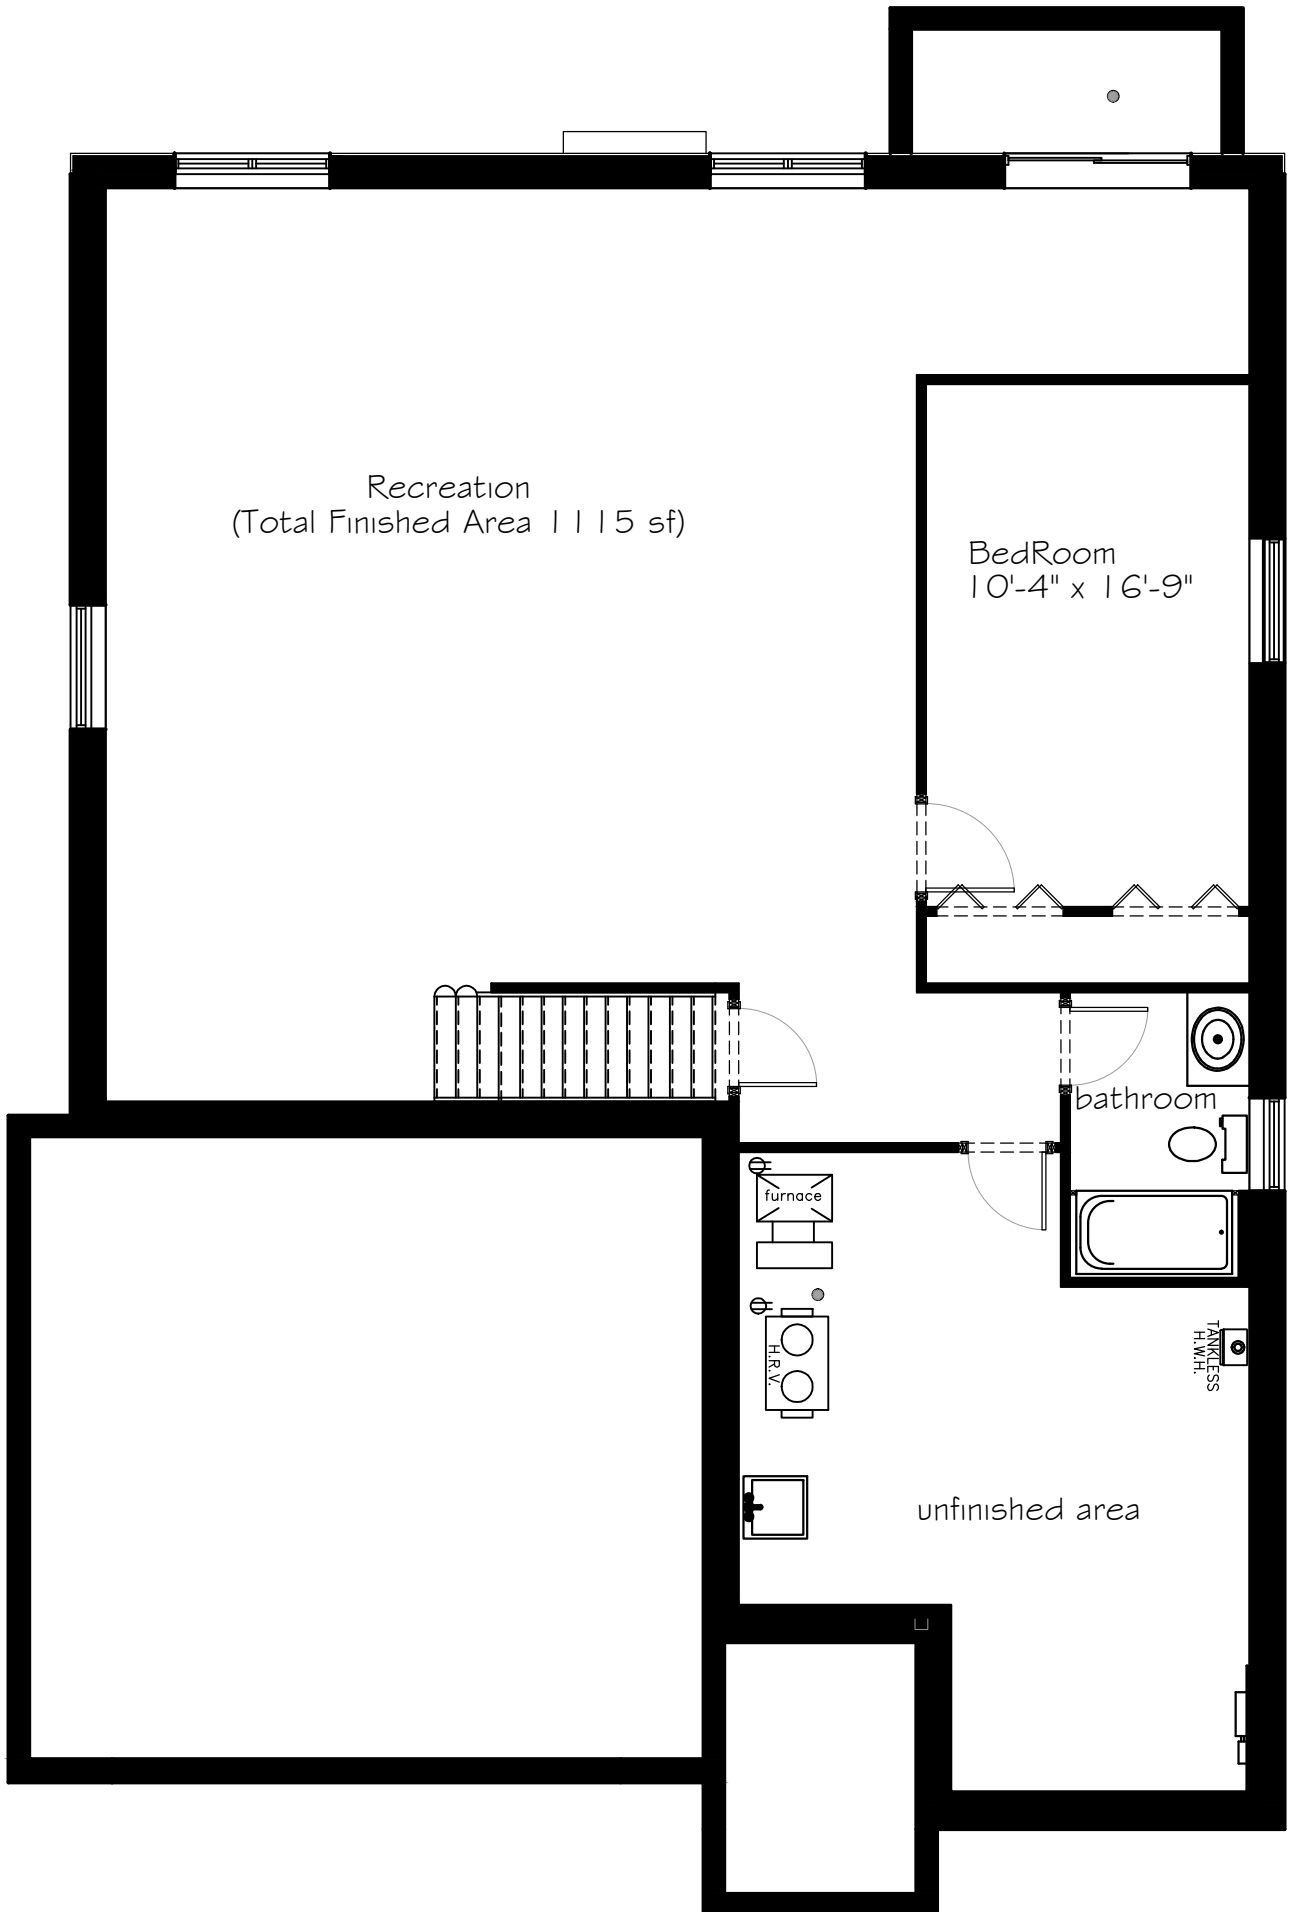 Recreation
(Total Finished Area 1115 sf)
BedRoom
10'-4" x 16'-9"
bathroom
furnace
H.R.V.
TANKLESS
H.W.H.
unfinished area